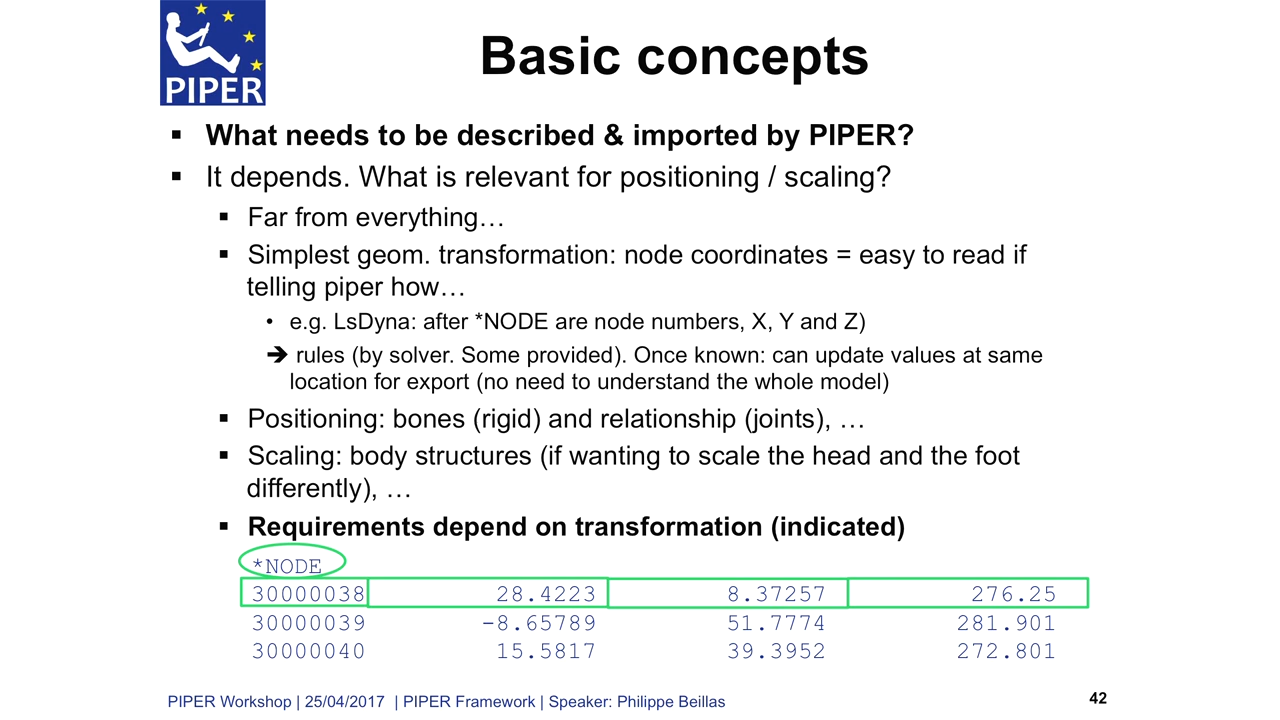 PIPER
Basic concepts
▪ What needs to be described & imported by PIPER?
▪ It depends. What is relevant for positioning / scaling?
▪ Far from everything…
▪ Simplest geom. transformation: node coordinates = easy to read if
telling piper how…
• e.g. LsDyna: after *NODE are node numbers, X, Y and Z)
➔ rules (by solver. Some provided). Once known: can update values at same
location for export (no need to understand the whole model)
▪ Positioning: bones (rigid) and relationship (joints), …
▪ Scaling: body structures (if wanting to scale the head and the foot
differently), …
▪ Requirements depend on transformation (indicated)
*NODE
30000038 28.4223 8.37257 276.25
30000039 -8.65789 51.7774 281.901
30000040 15.5817 39.3952 272.801
PIPER Workshop | 25/04/2017 | PIPER Framework | Speaker: Philippe Beillas
42